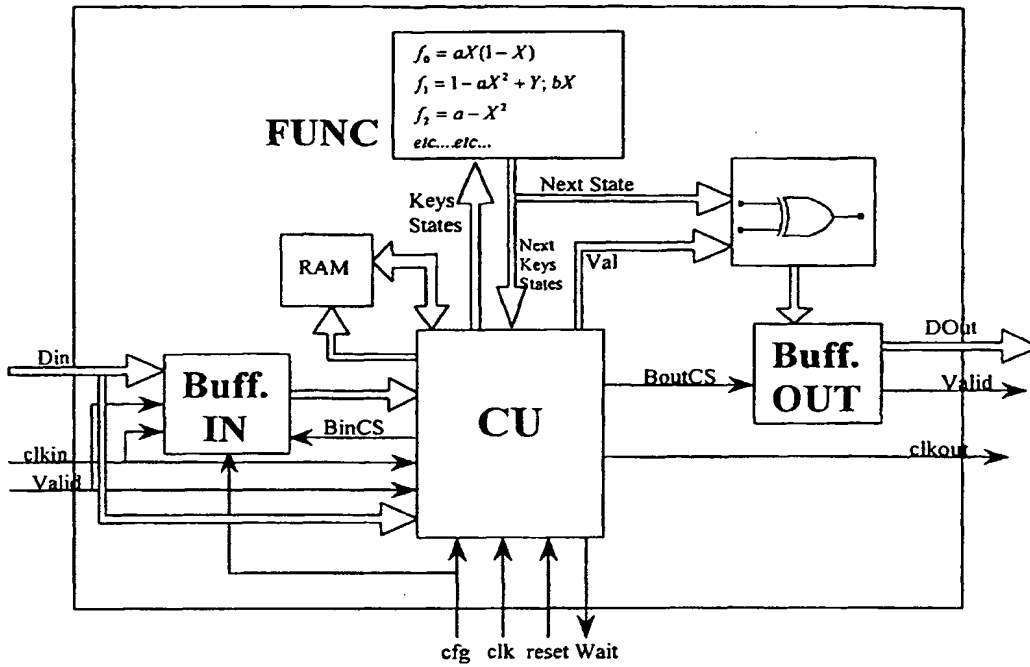 f₀ = aX(1 - X)
f₁ = 1 - aX² + Y; bX
f₂ = a - X²
etc....etc...
FUNC
Keys
States
Next State
Next
Keys
States
Val
RAM
Din
Buff.
IN
BinCS
clkin
Valid
CU
BoutCS
Buff.
OUT
DOut
Valid
clkout
cfg clk reset Wait